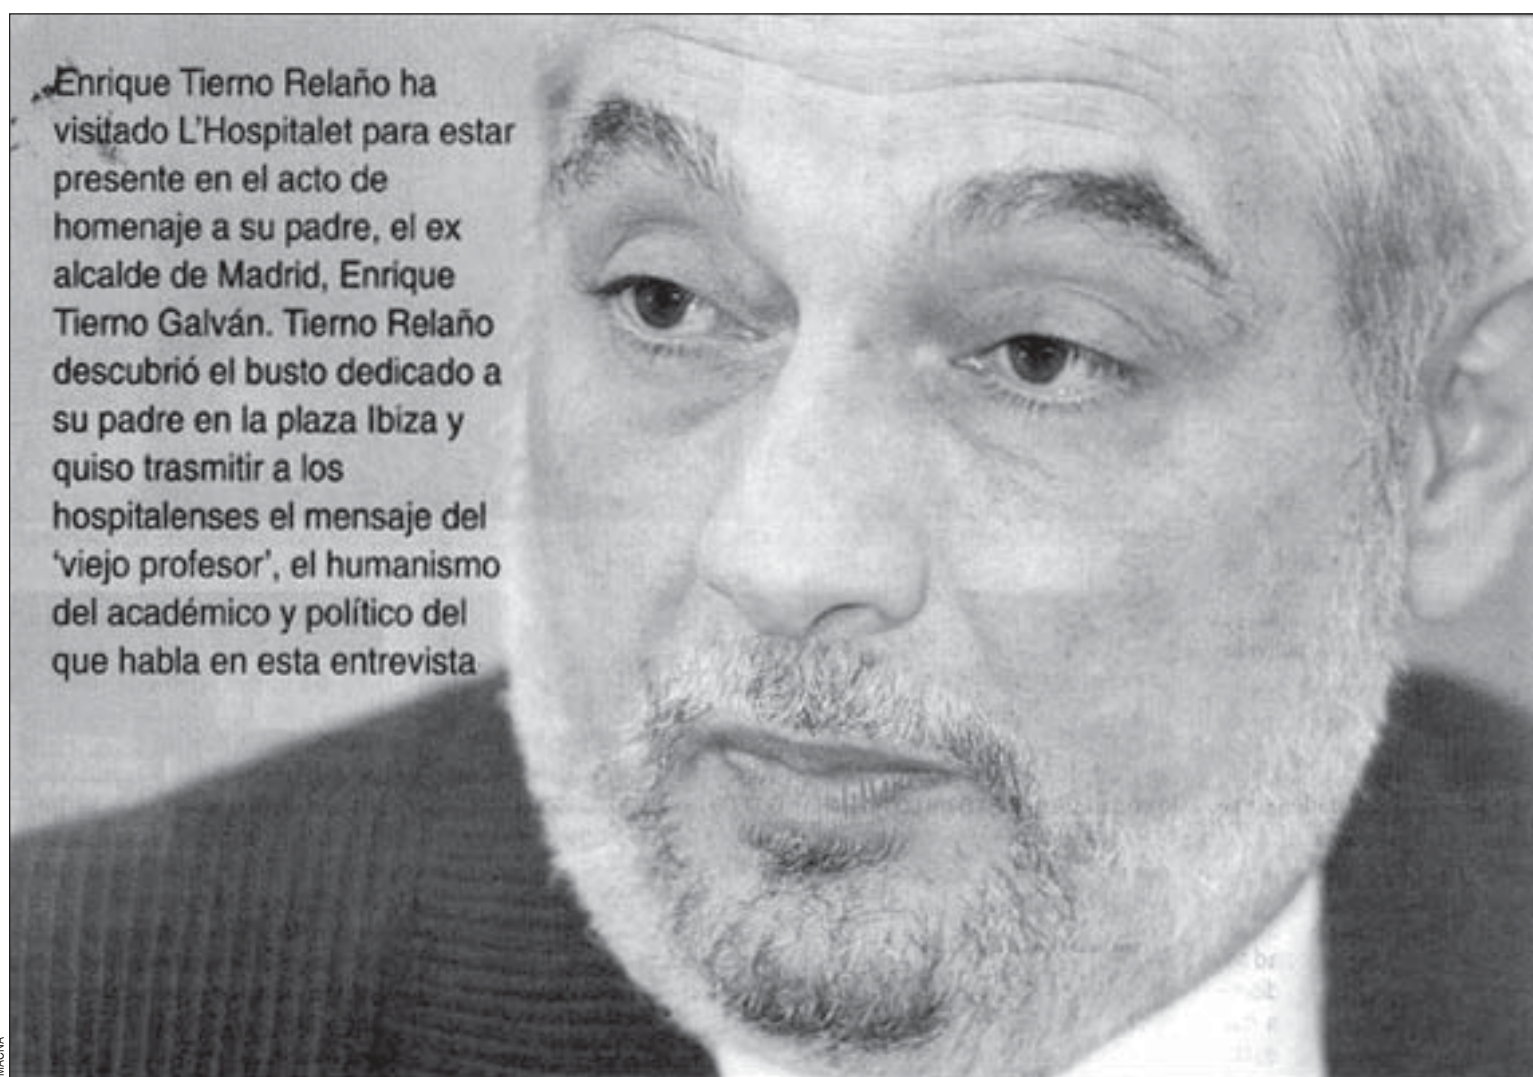 Enrique Tierno Relaño ha
visitado L'Hospitalet para estar
presente en el acto de
homenaje a su padre, el ex
alcalde de Madrid, Enrique
Tierno Galván. Tierno Relaño
descubrió el busto dedicado a
su padre en la plaza Ibiza y
quiso trasmitir a los
hospitalenses el mensaje del
‘viejo profesor’, el humanismo
del académico y político del
que habla en esta entrevista